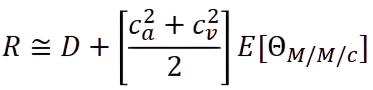 R ≅ D + [(c_a^2 + c_v^2)/2] E[Θ_{M/M/c}]